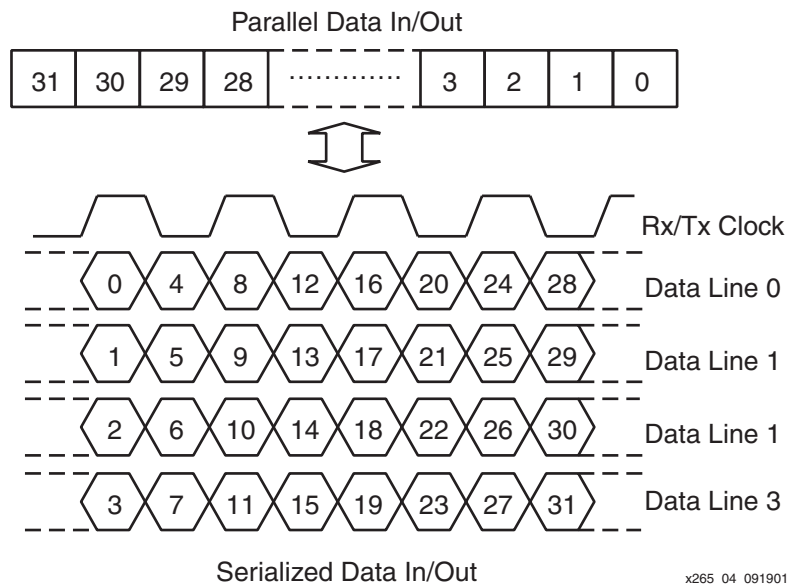 Parallel Data In/Out
31 30 29 28 ............. 3 2 1 0
Rx/Tx Clock
0 4 8 12 16 20 24 28 Data Line 0
1 5 9 13 17 21 25 29 Data Line 1
2 6 10 14 18 22 26 30 Data Line 1
3 7 11 15 19 23 27 31 Data Line 3
Serialized Data In/Out
x265_04_091901